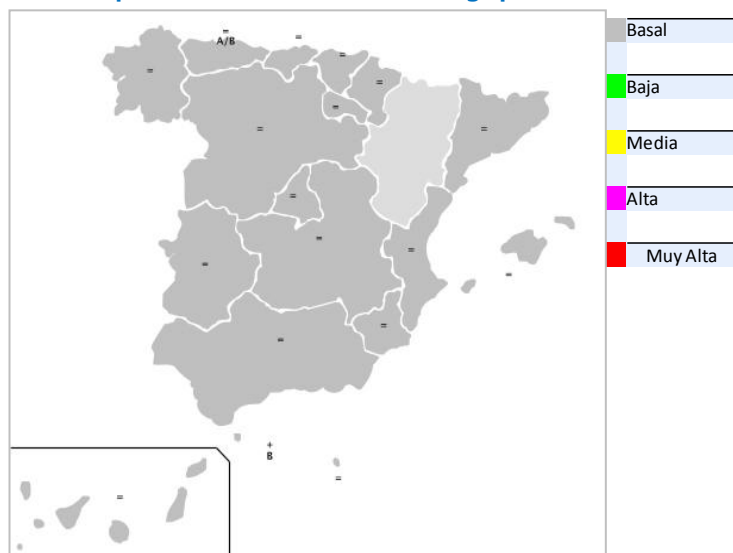 =
=
A/B
=
=
=
=
=
=
=
=
=
=
=
=
=
+
B
=
=
Basal
Baja
Media
Alta
Muy Alta